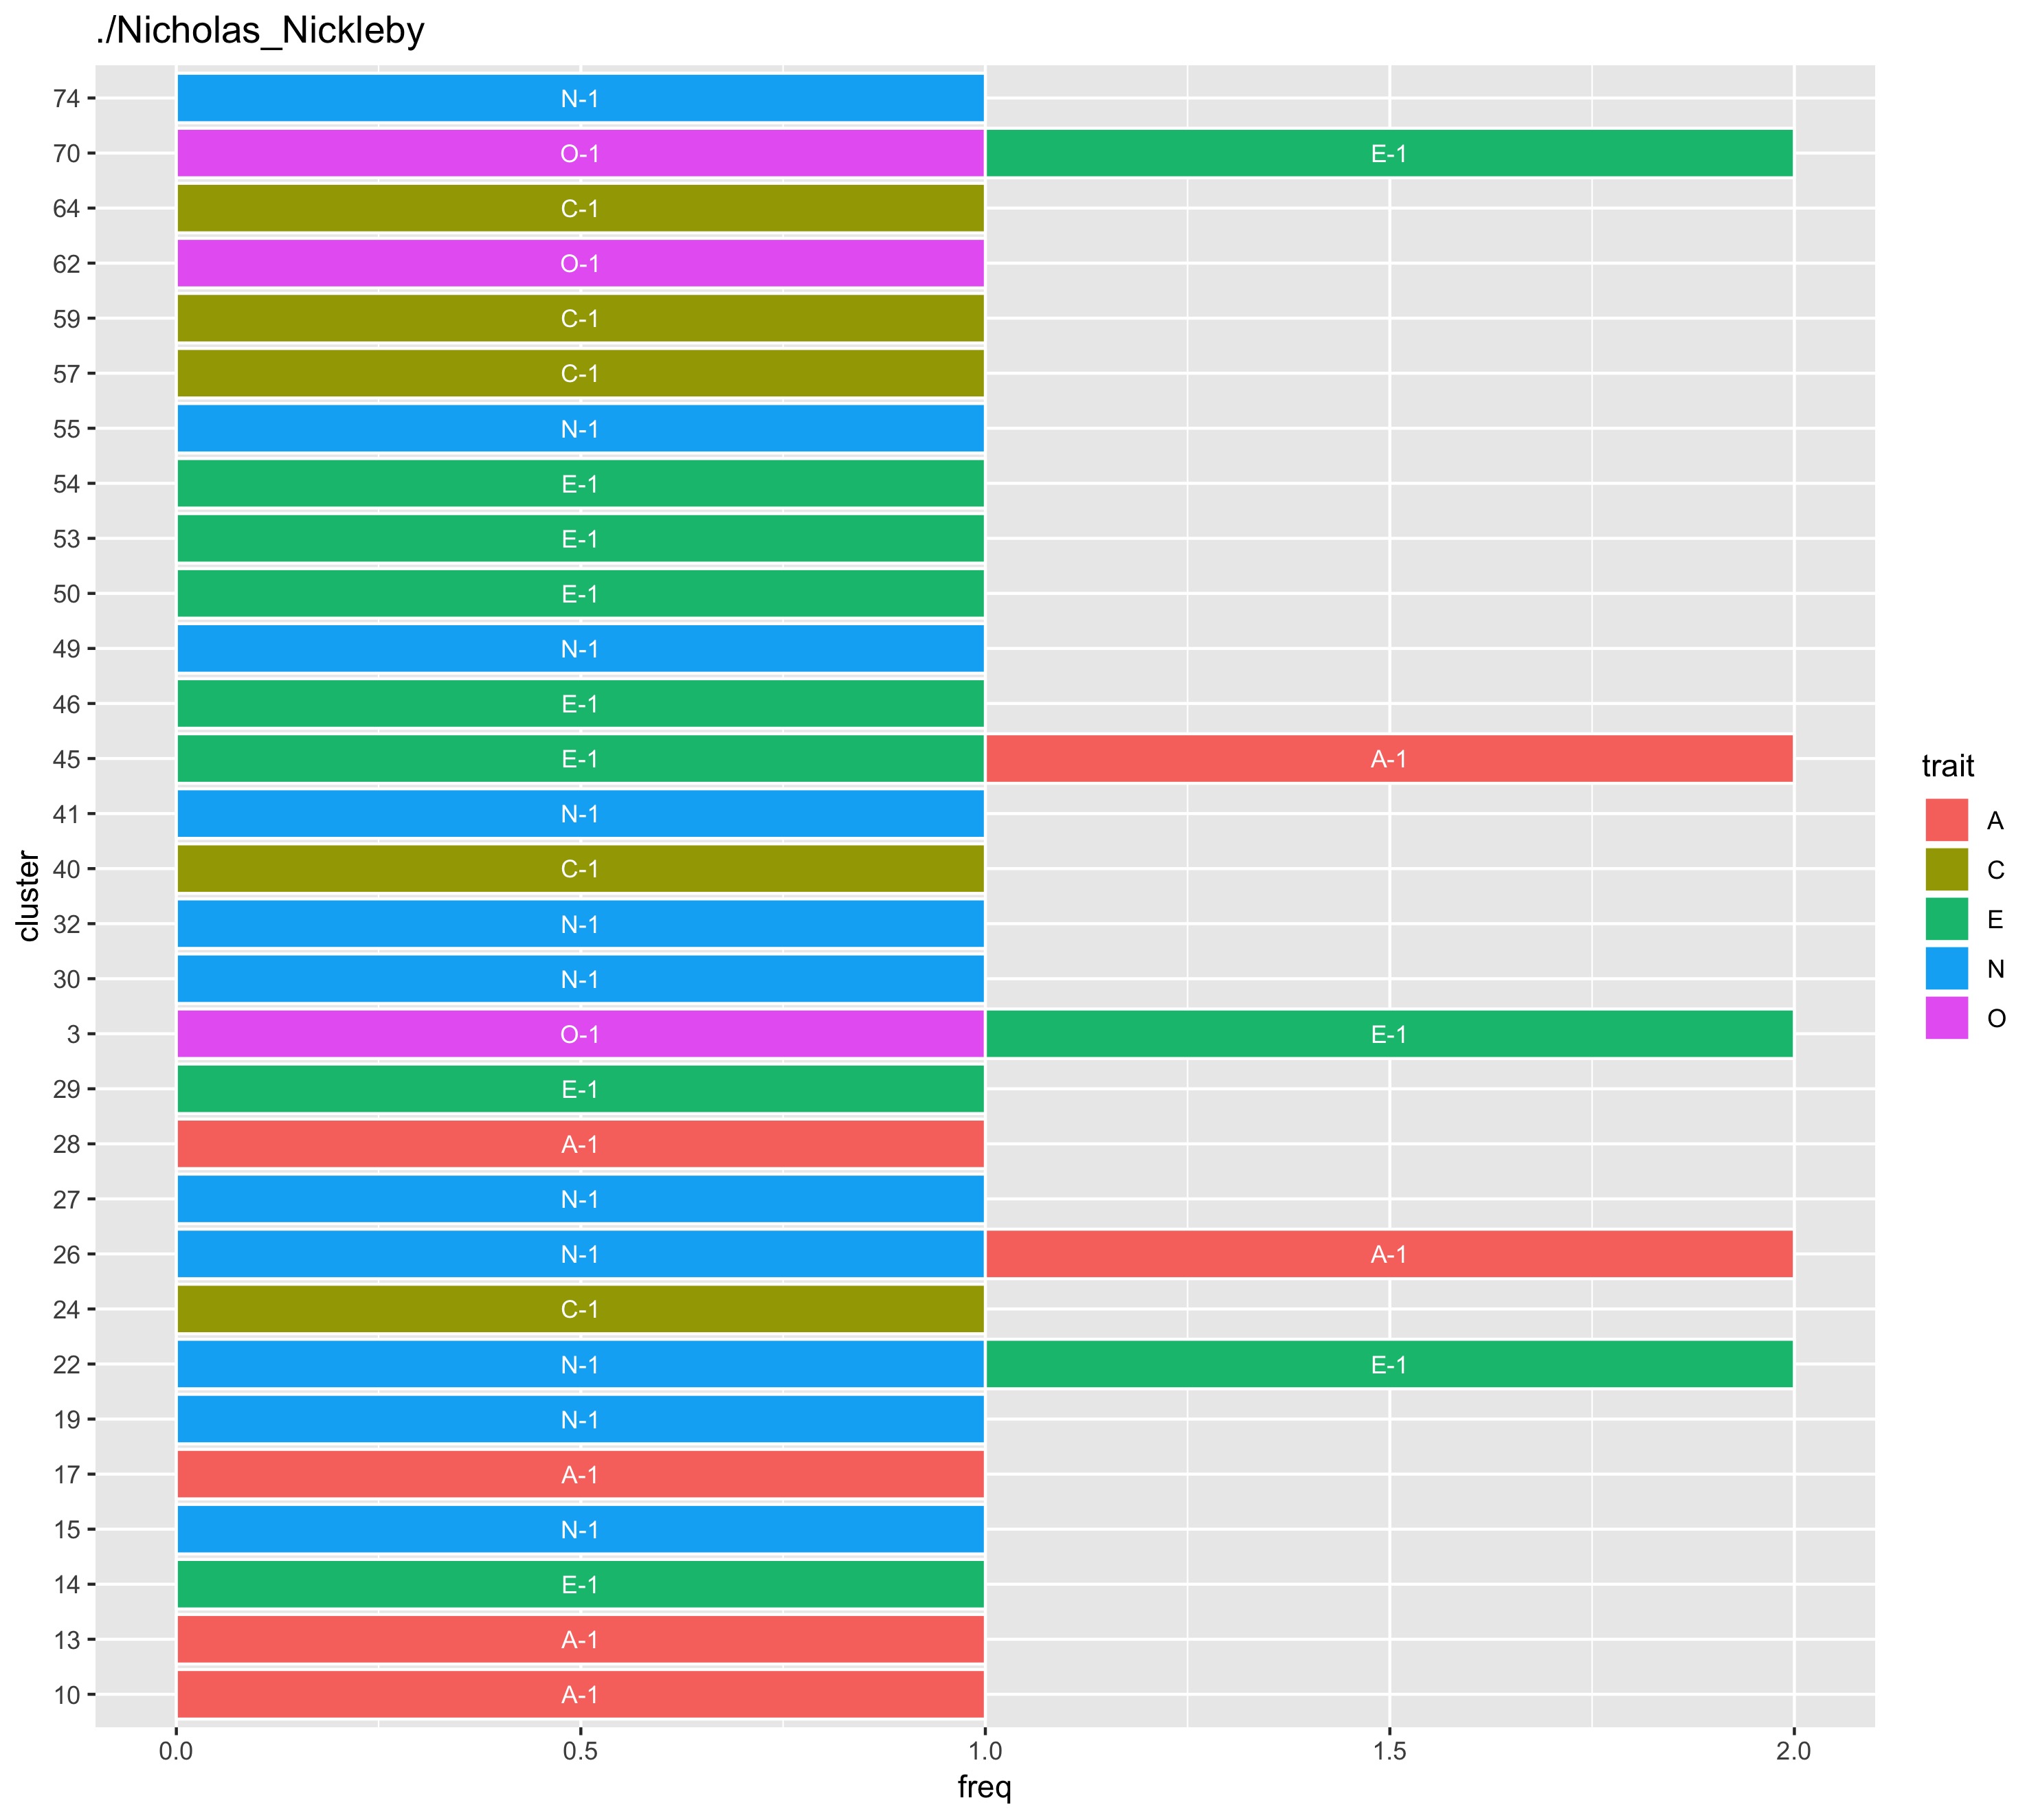 ./Nicholas_Nickleby
74 N-1
70 O-1 E-1
64 C-1
62 O-1
59 C-1
57 C-1
55 N-1
54 E-1
53 E-1
50 E-1
49 N-1
46 E-1
45 E-1 A-1
41 N-1
40 C-1
32 N-1
30 N-1
3 O-1 E-1
29 E-1
28 A-1
27 N-1
26 N-1 A-1
24 C-1
22 N-1 E-1
19 N-1
17 A-1
15 N-1
14 E-1
13 A-1
10 A-1
cluster
0.0 0.5 1.0 1.5 2.0
freq
trait
A
C
E
N
O